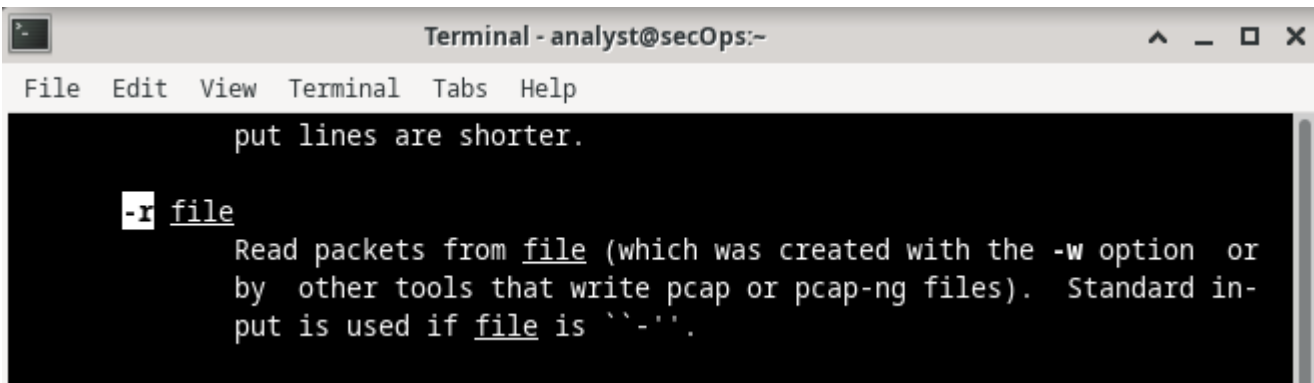 Terminal - analyst@secOps:~
File Edit View Terminal Tabs Help
put lines are shorter.
-r file
Read packets from file (which was created with the -w option or
by other tools that write pcap or pcap-ng files). Standard in-
put is used if file is ``-''.